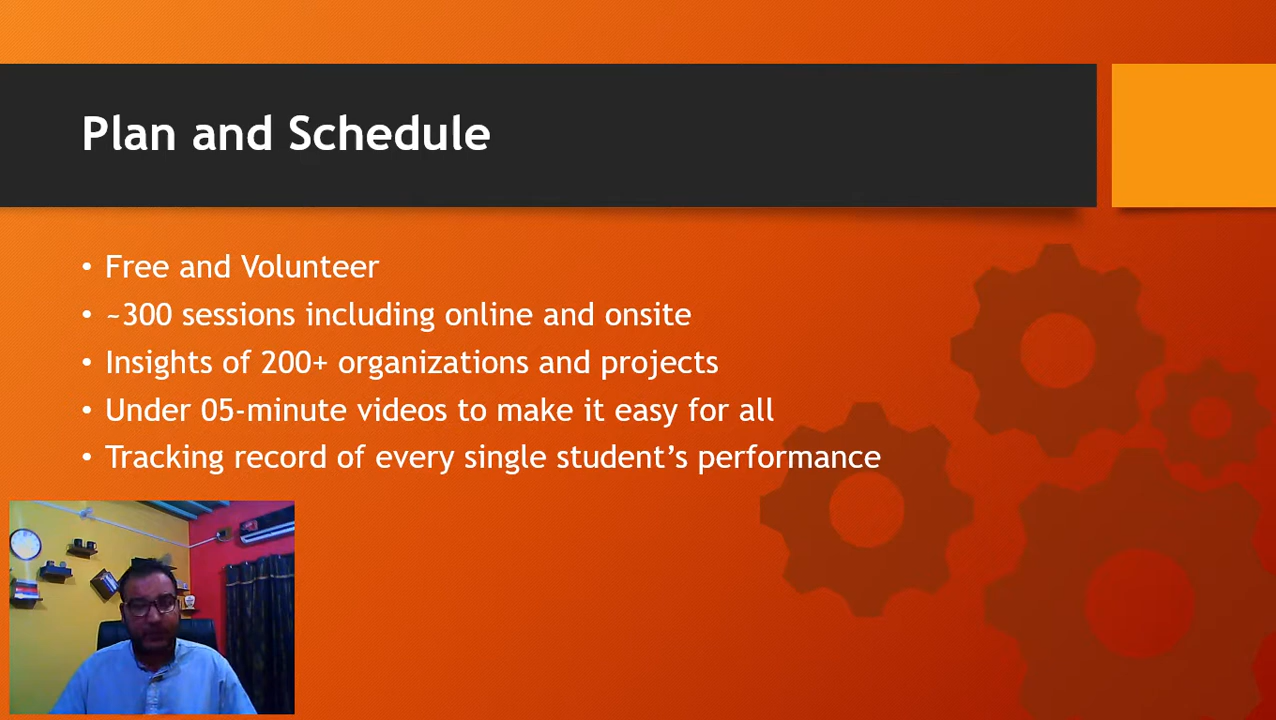 Plan and Schedule
• Free and Volunteer
• ~300 sessions including online and onsite
• Insights of 200+ organizations and projects
• Under 05-minute videos to make it easy for all
• Tracking record of every single student’s performance